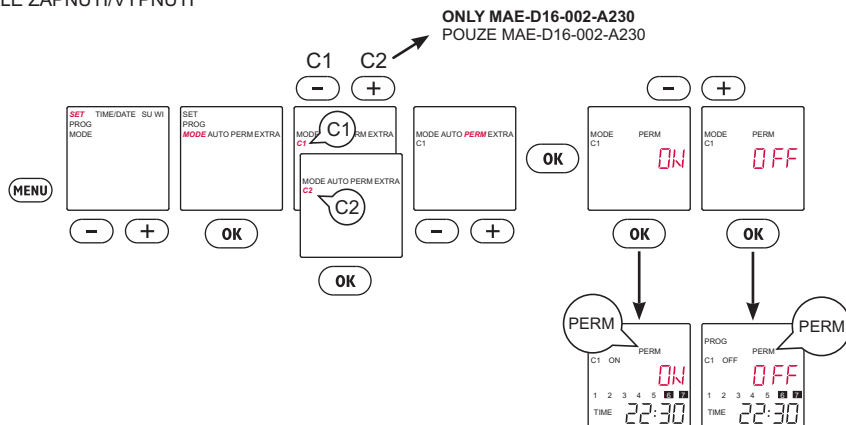 ONLY MAE-D16-002-A230
POUZE MAE-D16-002-A230
C1 C2
− +
SET TIME/DATE SU WI
PROG
MODE
SET
PROG
MODE AUTO PERM EXTRA
C1
C1
MODE AUTO PERM EXTRA
C2
C2
MODE AUTO PERM EXTRA
C1
MENU
− +
OK
OK
− +
OK
− +
MODE PERM
C1
ON
MODE PERM
C1
OFF
OK
OK
PERM
PERM
C1 ON
ON
1 2 3 4 5 6 7
TIME 22:30
PERM
PROG
PERM
C1 OFF
OFF
1 2 3 4 5 6 7
TIME 22:30